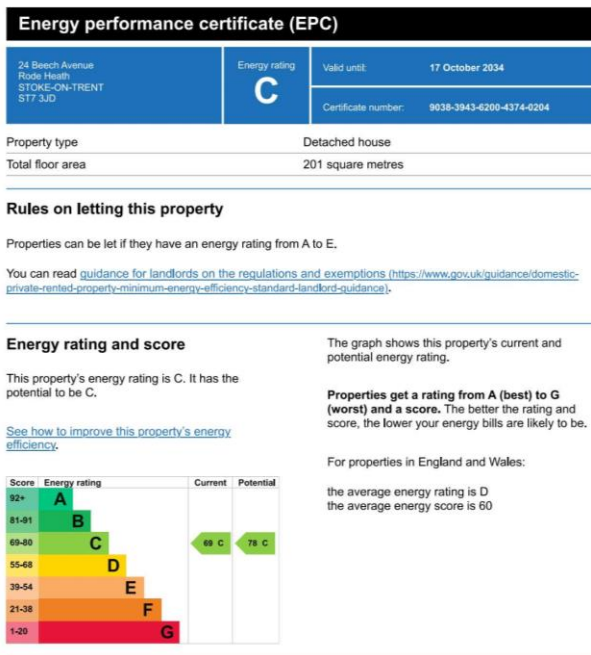 Energy performance certificate (EPC)
24 Beech Avenue
Rode Heath
STOKE-ON-TRENT
ST7 3JD
Energy rating
C
Valid until: 17 October 2034
Certificate number: 9038-3943-6200-4374-0204
Property type Detached house
Total floor area 201 square metres
Rules on letting this property
Properties can be let if they have an energy rating from A to E.
You can read guidance for landlords on the regulations and exemptions (https://www.gov.uk/guidance/domestic-
private-rented-property-minimum-energy-efficiency-standard-landlord-guidance).
Energy rating and score
This property's energy rating is C. It has the
potential to be C.
See how to improve this property's energy
efficiency.
Score Energy rating Current Potential
92+ A
81-91 B
69-80 C 69 C 78 C
55-68 D
39-54 E
21-38 F
1-20 G
The graph shows this property's current and
potential energy rating.
Properties get a rating from A (best) to G
(worst) and a score. The better the rating and
score, the lower your energy bills are likely to be.
For properties in England and Wales:
the average energy rating is D
the average energy score is 60